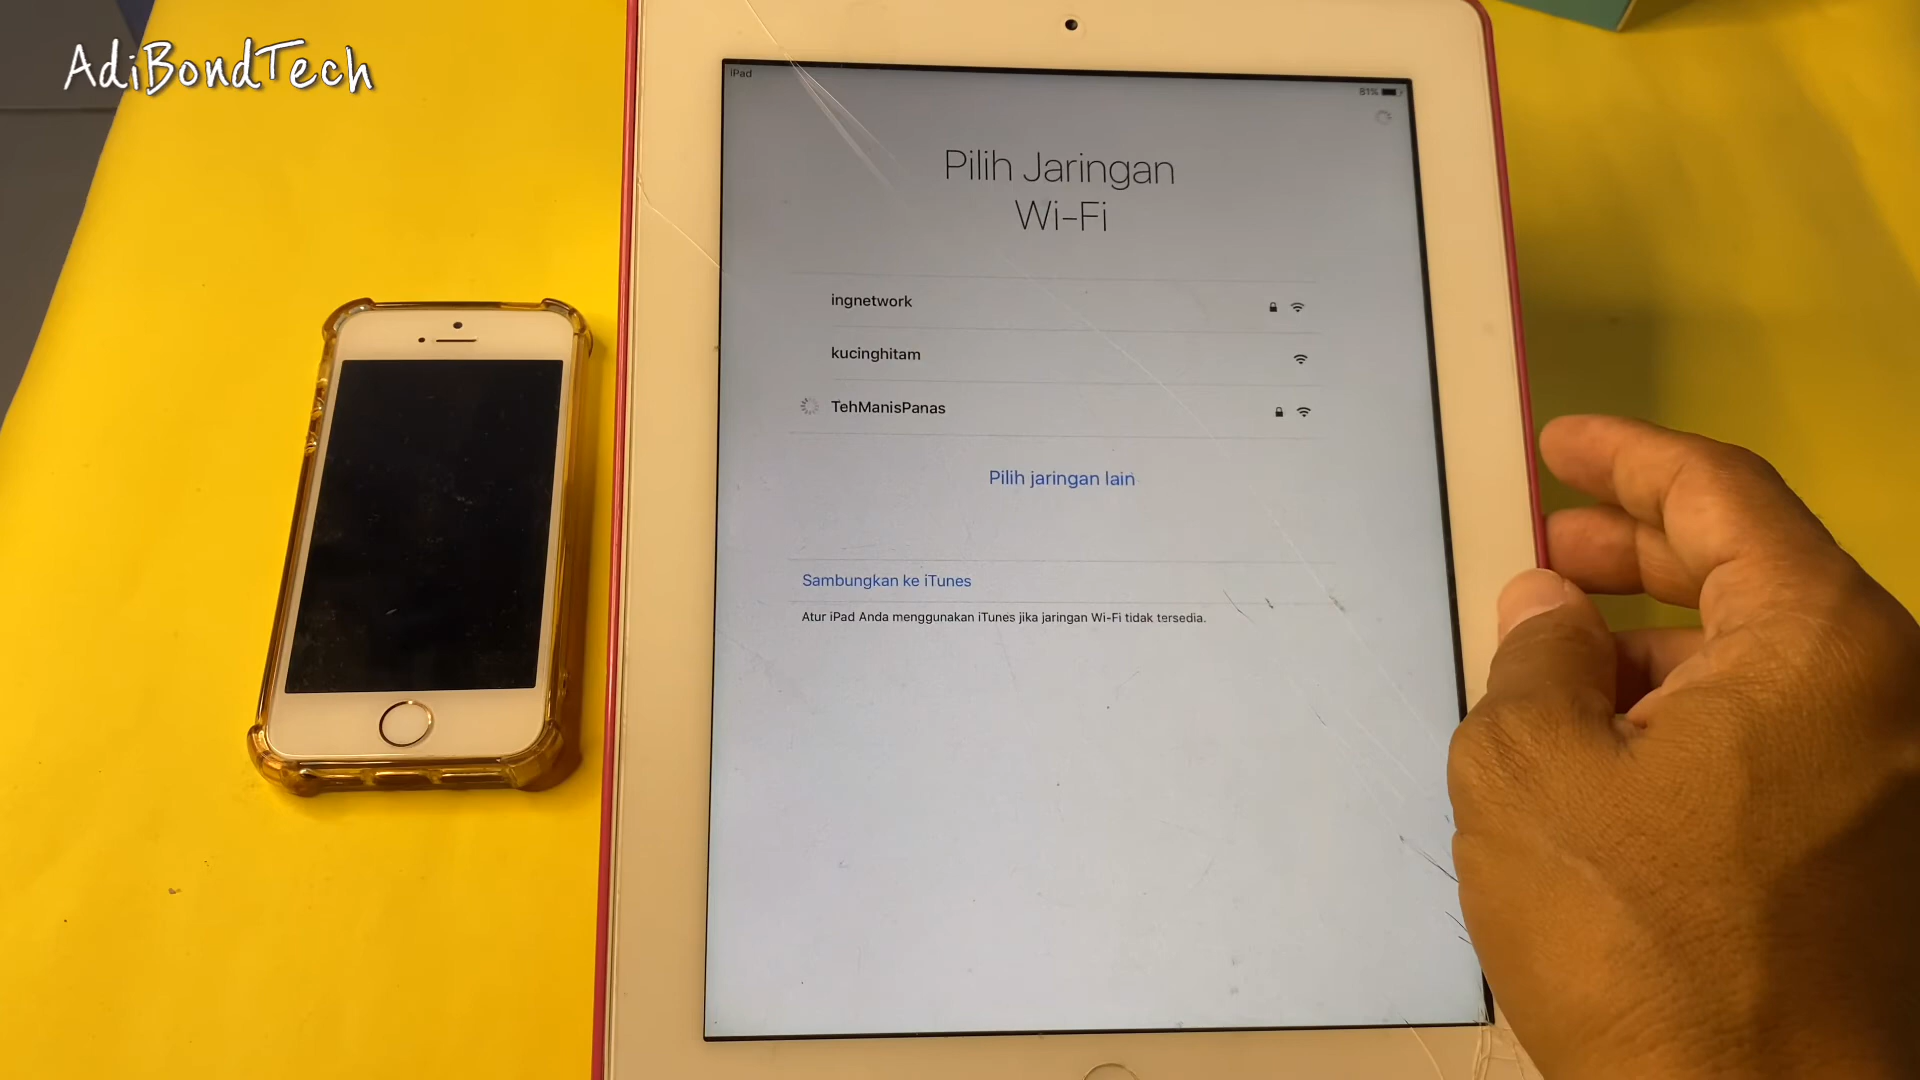 AdiBondTech
iPad
81%
Pilih Jaringan
Wi-Fi
ingnetwork
kucinghitam
TehManisPanas
Pilih jaringan lain
Sambungkan ke iTunes
Atur iPad Anda menggunakan iTunes jika jaringan Wi-Fi tidak tersedia.